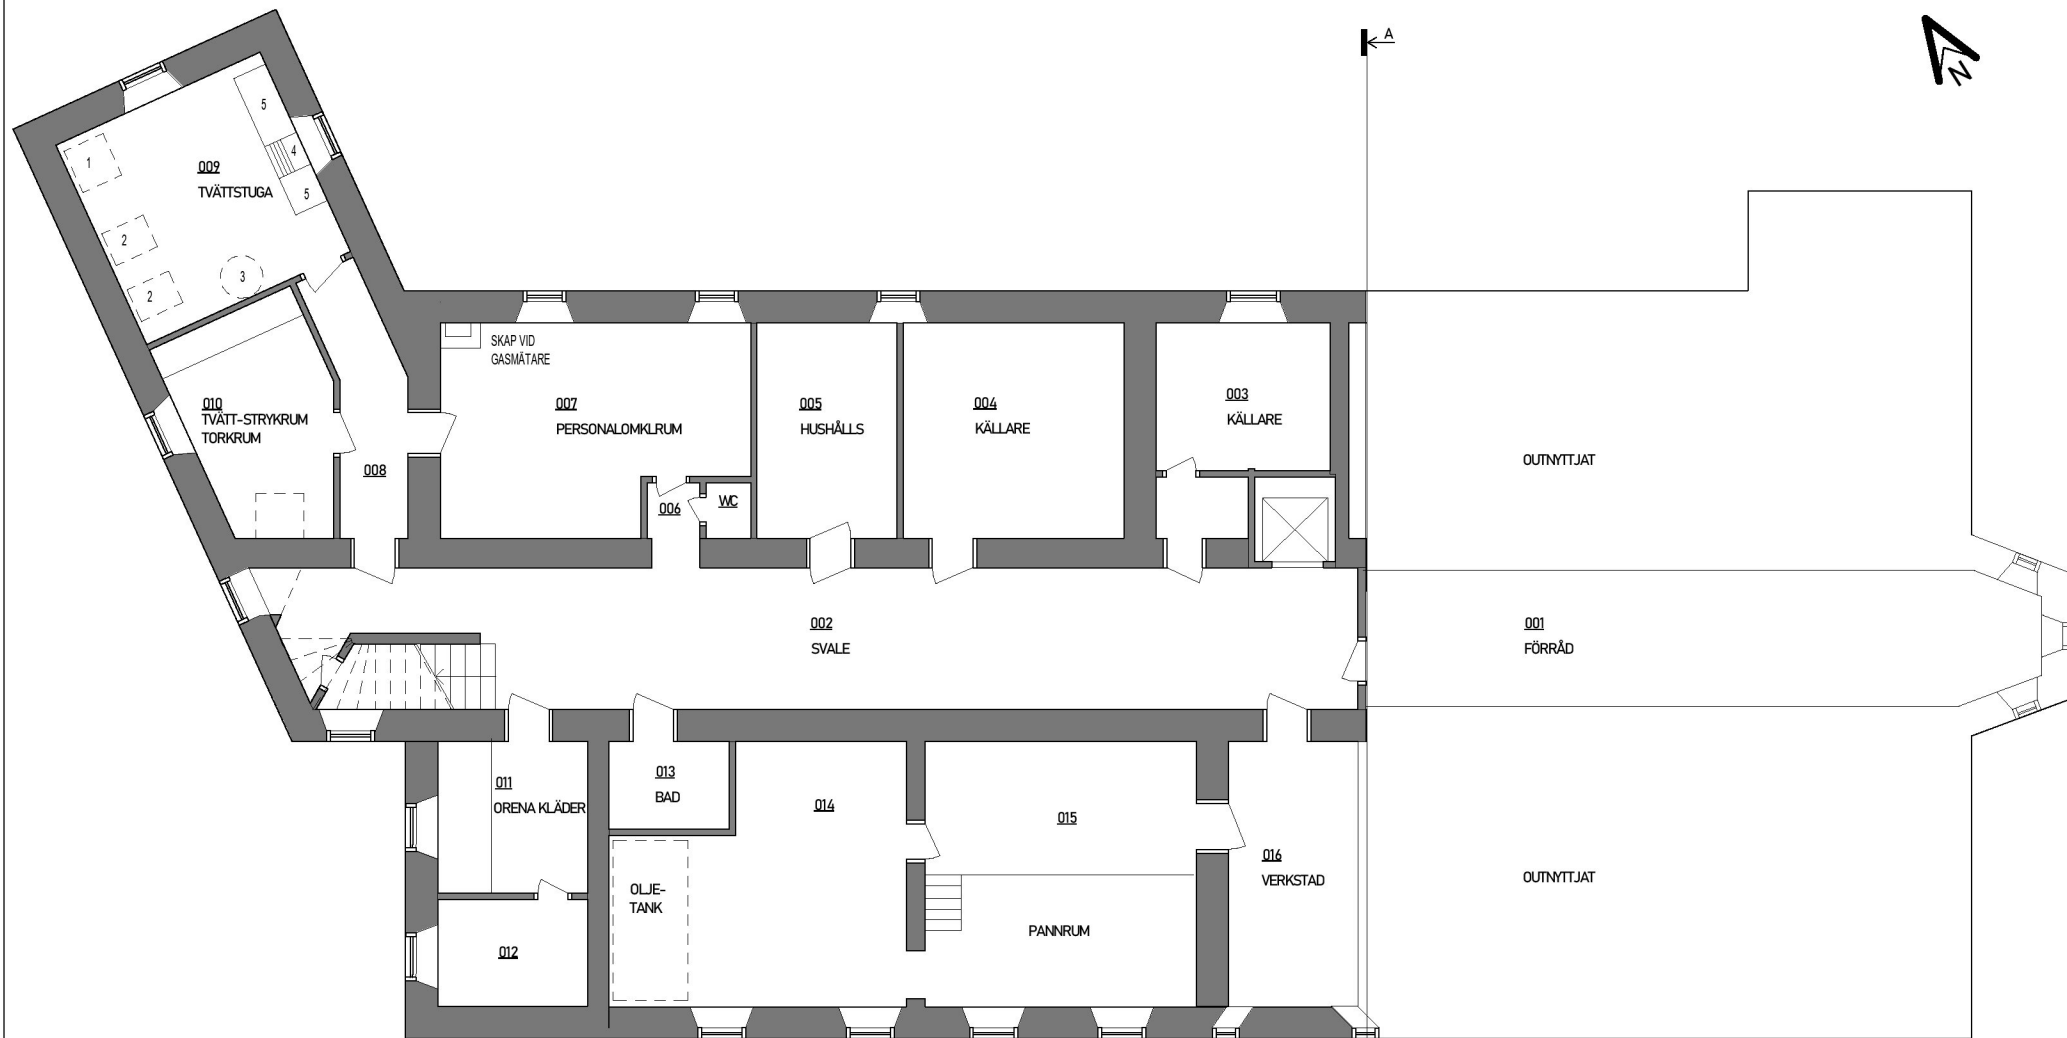 A
N
5
4
5
1
2
2
3
009
TVÄTTSTUGA
SKAP VID
GASMÄTARE
010
TVÄTT-STRYKRUM
TORKRUM
008
007
PERSONALOMKLRUM
006
WC
005
HUSHÅLLS
004
KÄLLARE
003
KÄLLARE
OUTNYTTJAT
002
SVALE
001
FÖRRÅD
011
ORENA KLÄDER
012
013
BAD
014
OLJE-
TANK
015
PANNRUM
016
VERKSTAD
OUTNYTTJAT